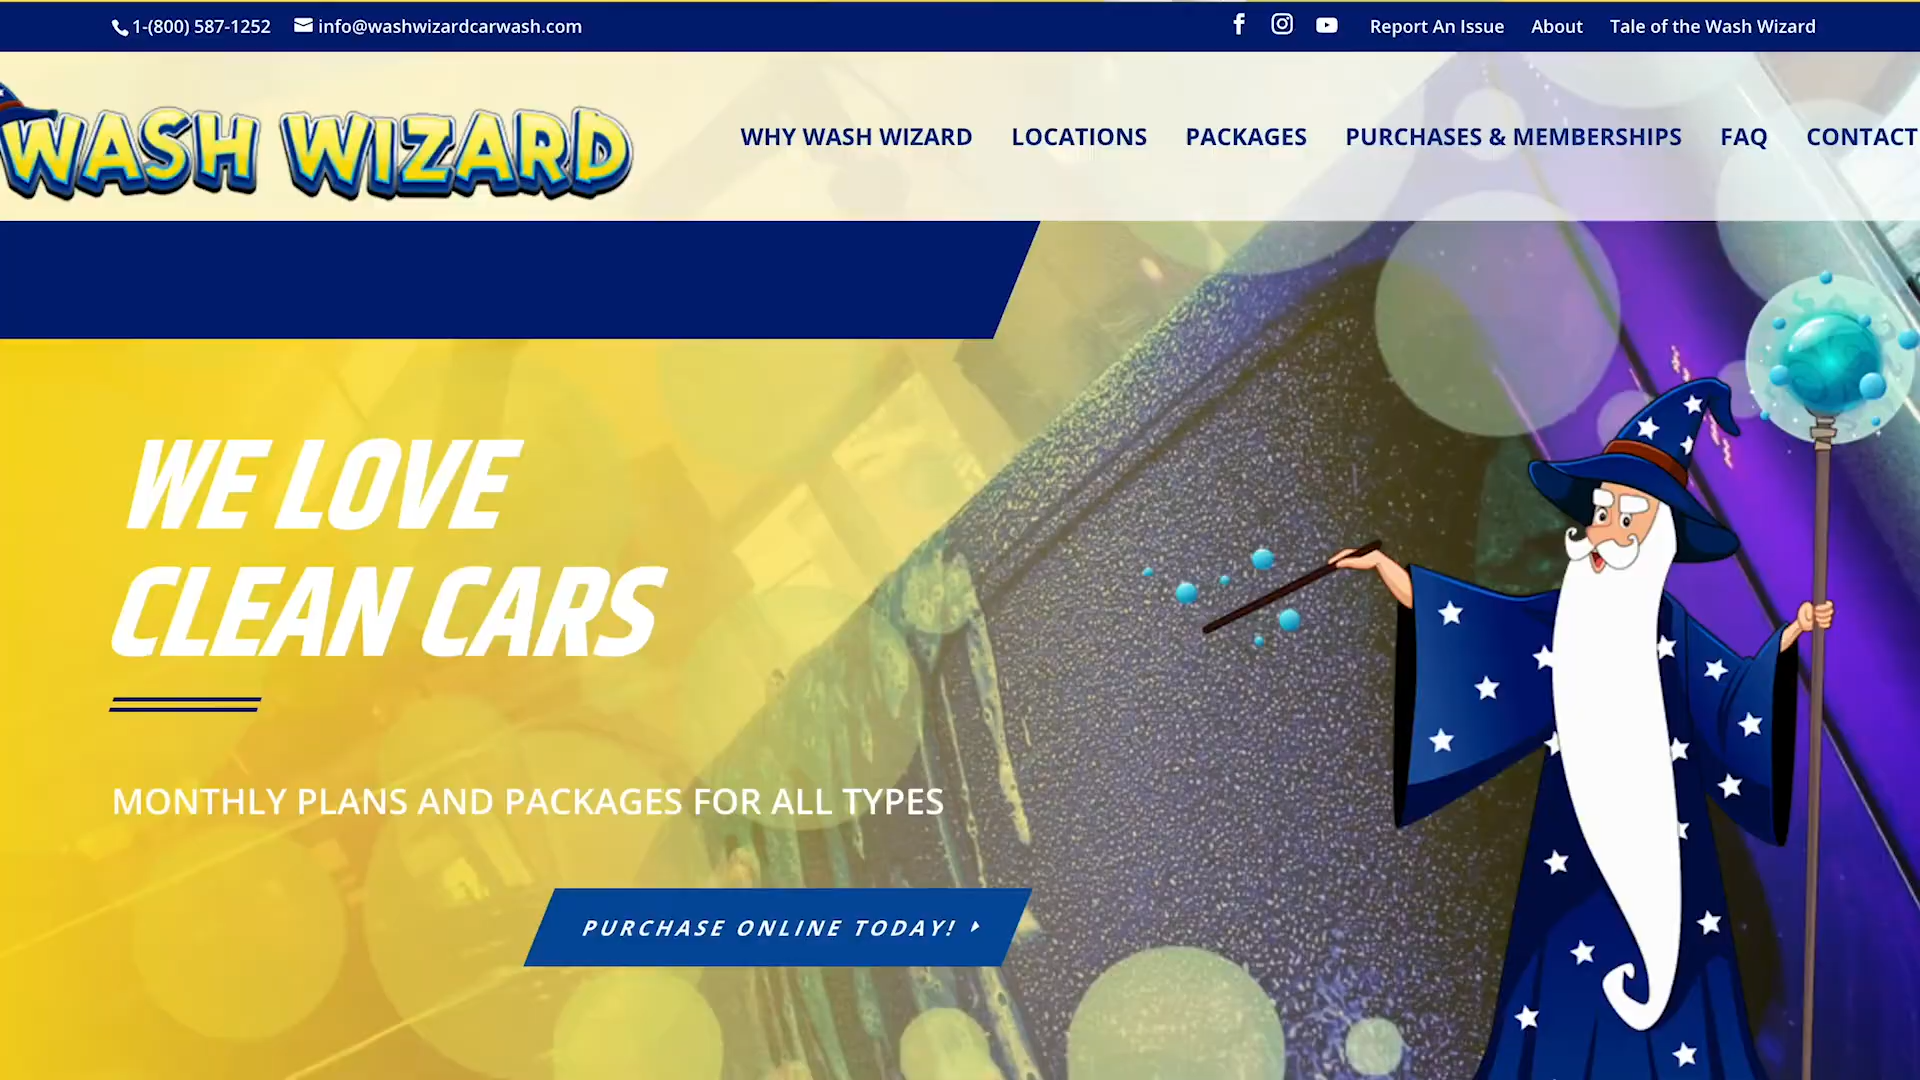 1-(800) 587-1252 info@washwizardcarwash.com Report An Issue About Tale of the Wash Wizard
WASH WIZARD
WHY WASH WIZARD LOCATIONS PACKAGES PURCHASES & MEMBERSHIPS FAQ CONTACT
WE LOVE
CLEAN CARS
MONTHLY PLANS AND PACKAGES FOR ALL TYPES
PURCHASE ONLINE TODAY!